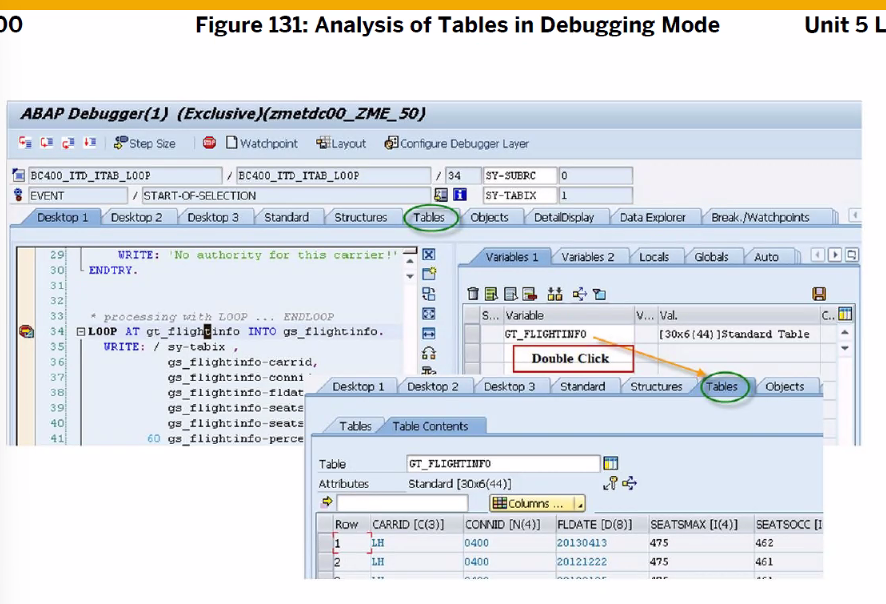 00 Figure 131: Analysis of Tables in Debugging Mode Unit 5 L
ABAP Debugger(1) (Exclusive)(zmetdc00_ZME_50)
Step Size Watchpoint Layout Configure Debugger Layer
BC400_ITD_ITAB_LOOP / BC400_ITD_ITAB_LOOP / 34 SY-SUBRC 0
EVENT / START-OF-SELECTION SY-TABIX 1
Desktop 1 Desktop 2 Desktop 3 Standard Structures Tables Objects DetailDisplay Data Explorer Break./Watchpoints
29 WRITE: 'No authority for this carrier!'
30 ENDTRY.
31
32
33 * processing with LOOP ... ENDLOOP
34 LOOP AT gt_flightinfo INTO gs_flightinfo.
35 WRITE: / sy-tabix ,
36 gs_flightinfo-carrid,
37 gs_flightinfo-conni
38 gs_flightinfo-fldat
39 gs_flightinfo-seats
40 gs_flightinfo-seats
41 60 gs_flightinfo-perce
Variables 1 Variables 2 Locals Globals Auto
S... Variable V... Val. C..
GT_FLIGHTINFO [30x6(44)]Standard Table
Double Click
Desktop 1 Desktop 2 Desktop 3 Standard Structures Tables Objects
Tables Table Contents
Table GT_FLIGHTINFO
Attributes Standard [30x6(44)]
Columns ...
Row CARRID [C(3)] CONNID [N(4)] FLDATE [D(8)] SEATSMAX [I(4)] SEATSOCC [I
1 LH 0400 20130413 475 462
2 LH 0400 20121222 475 461